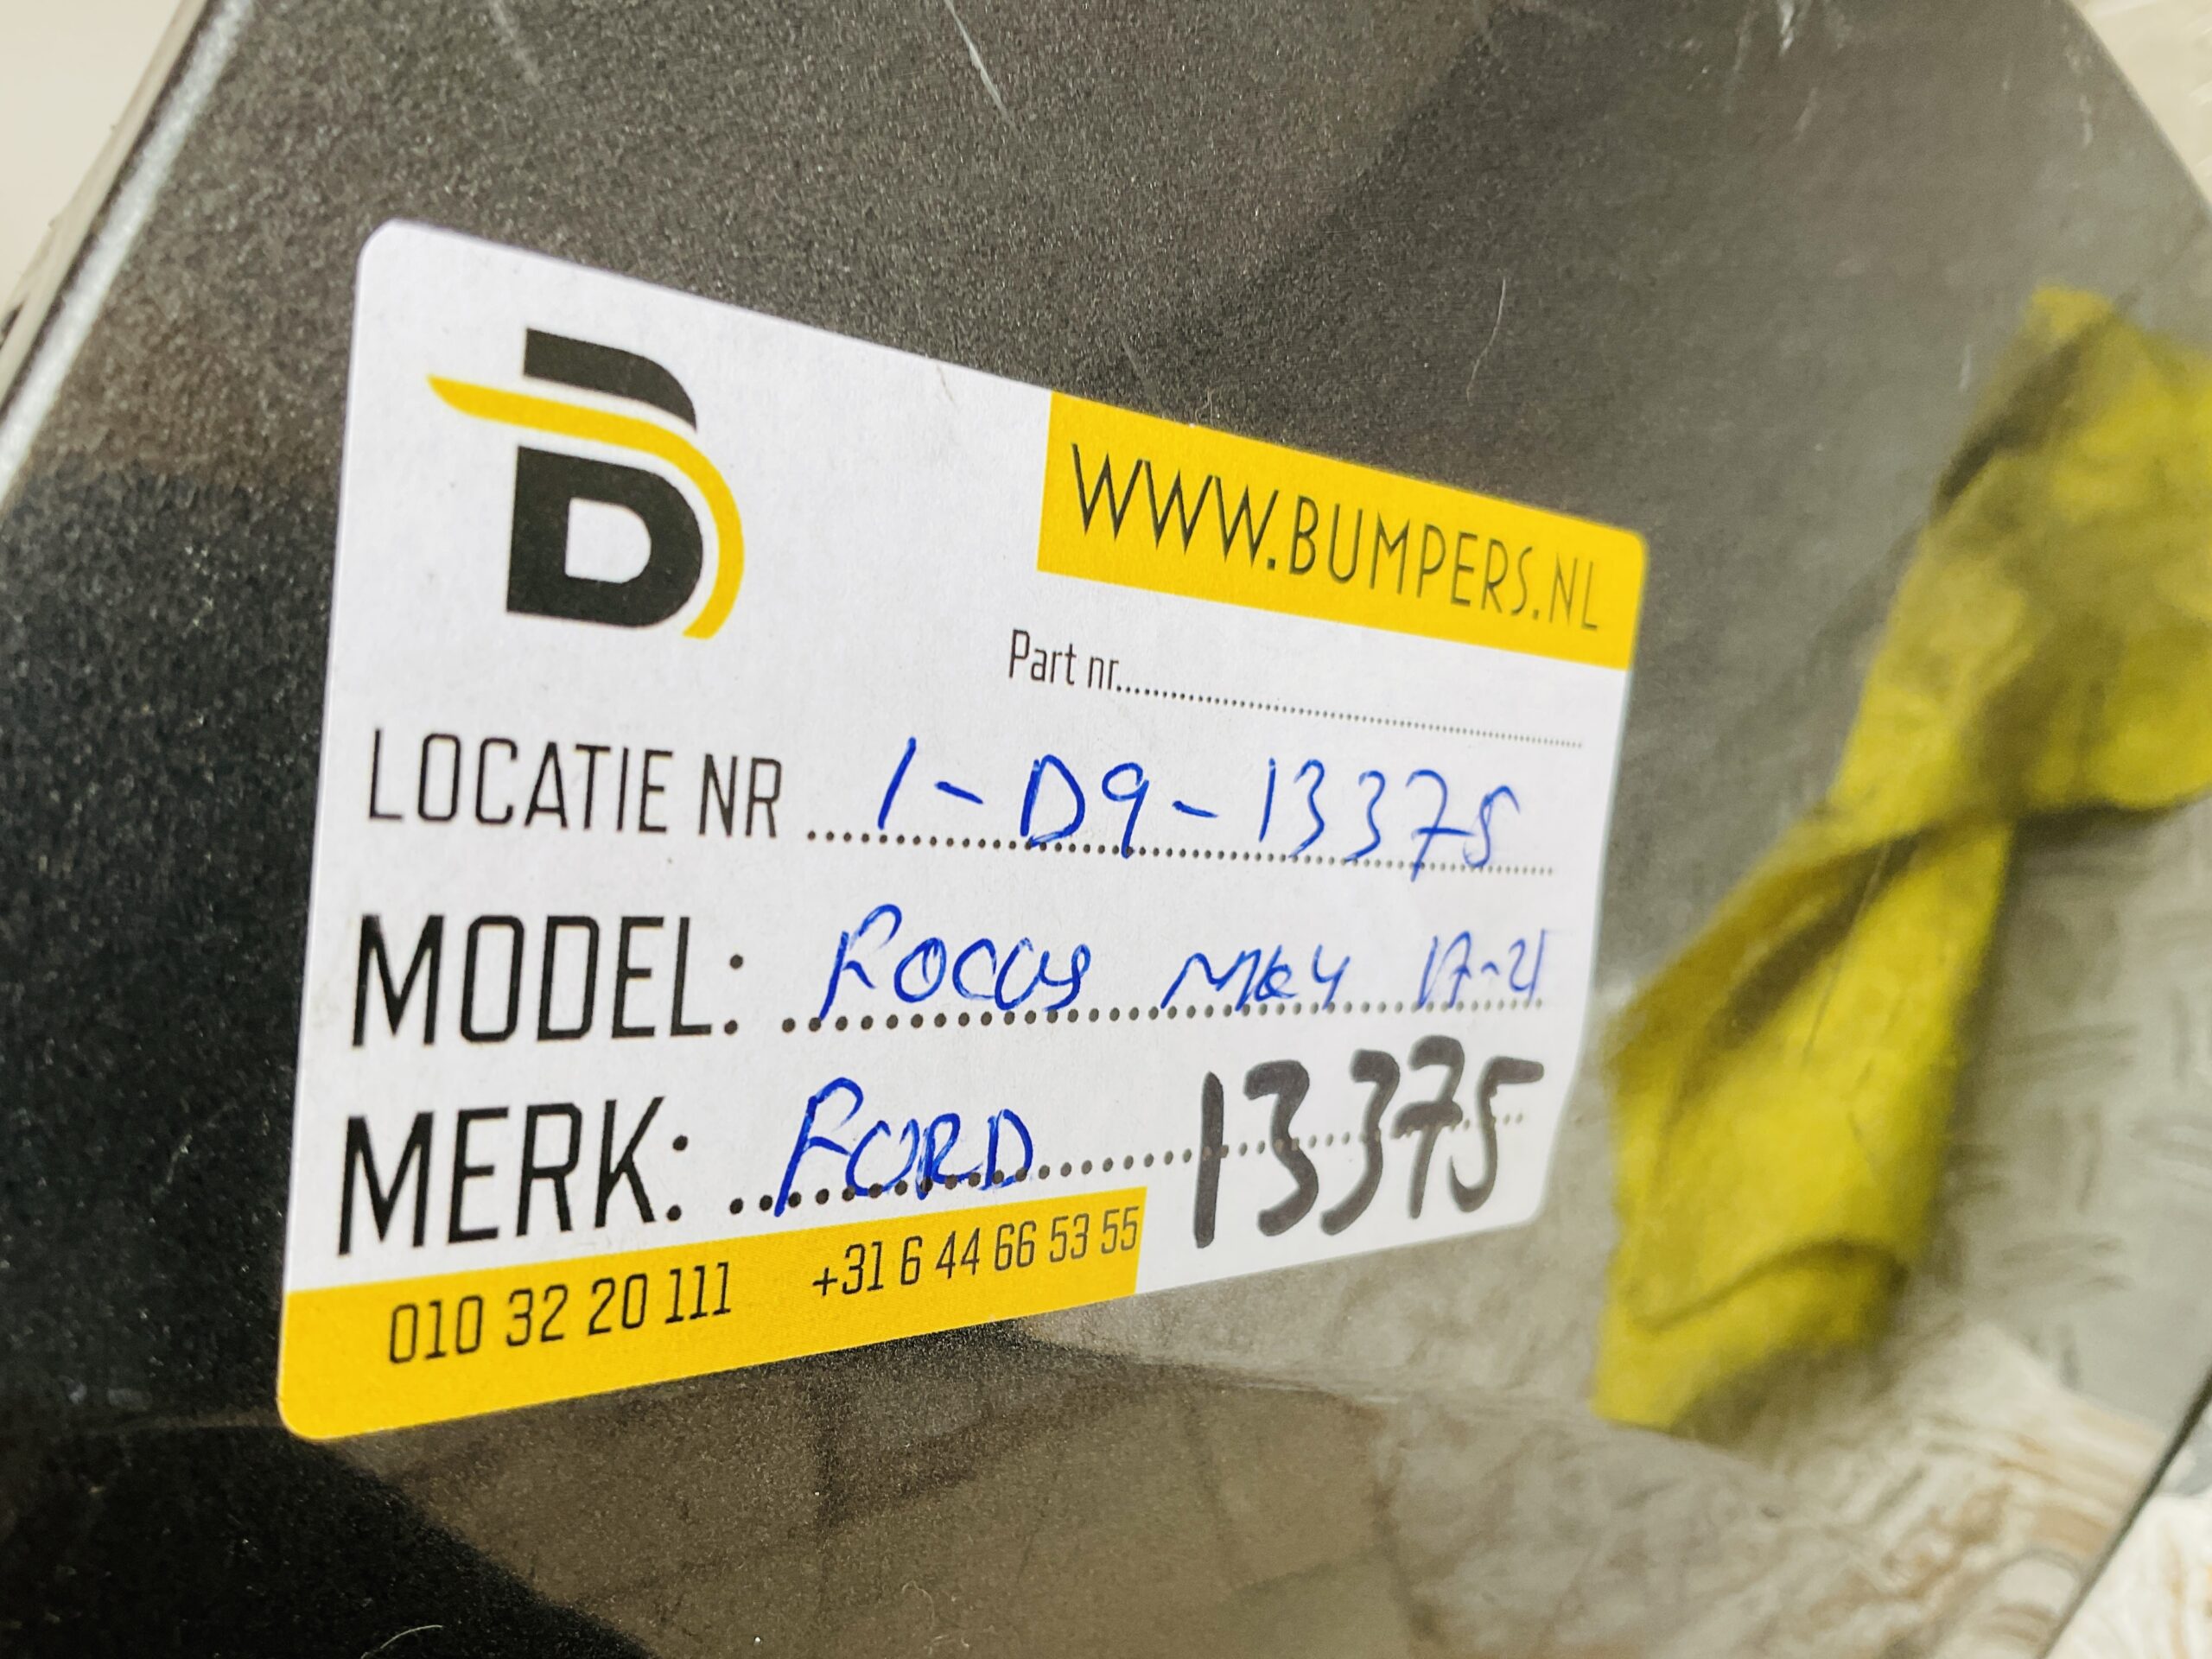 B
WWW.BUMPERS.NL
Part nr..........
LOCATIE NR 1-D9-13375
MODEL: FOCUS MK4 17-21
MERK: FORD 13375
010 32 20 111 +31 6 44 66 53 55